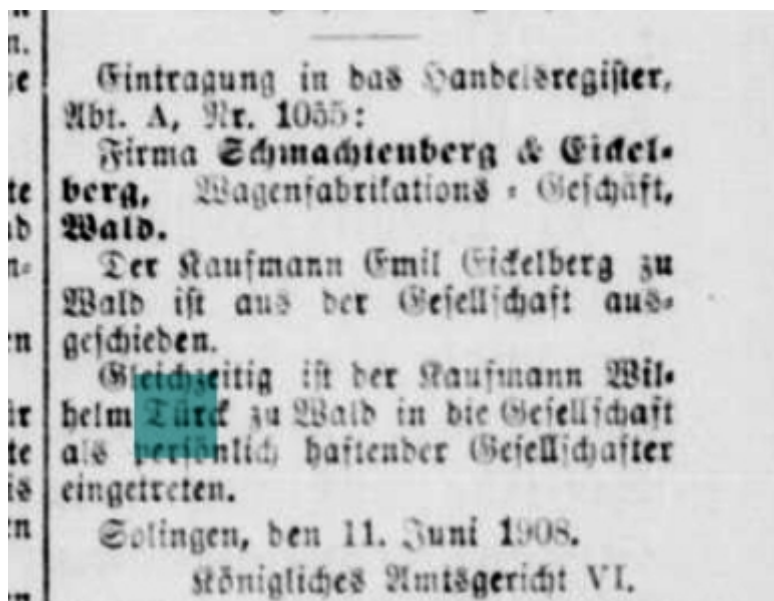 Eintragung in das Handelsregister,
Abt. A, Nr. 1055:
Firma Schmachtenberg & Eickel-
berg, Wagenfabrikations-Geschäft,
Wald.
Der Kaufmann Emil Eickelberg zu
Wald ist aus der Gesellschaft aus-
geschieden.
Gleichzeitig ist der Kaufmann Wil-
helm Türck zu Wald in die Gesellschaft
als persönlich haftender Gesellschafter
eingetreten.
Solingen, den 11. Juni 1908.
Königliches Amtsgericht VI.